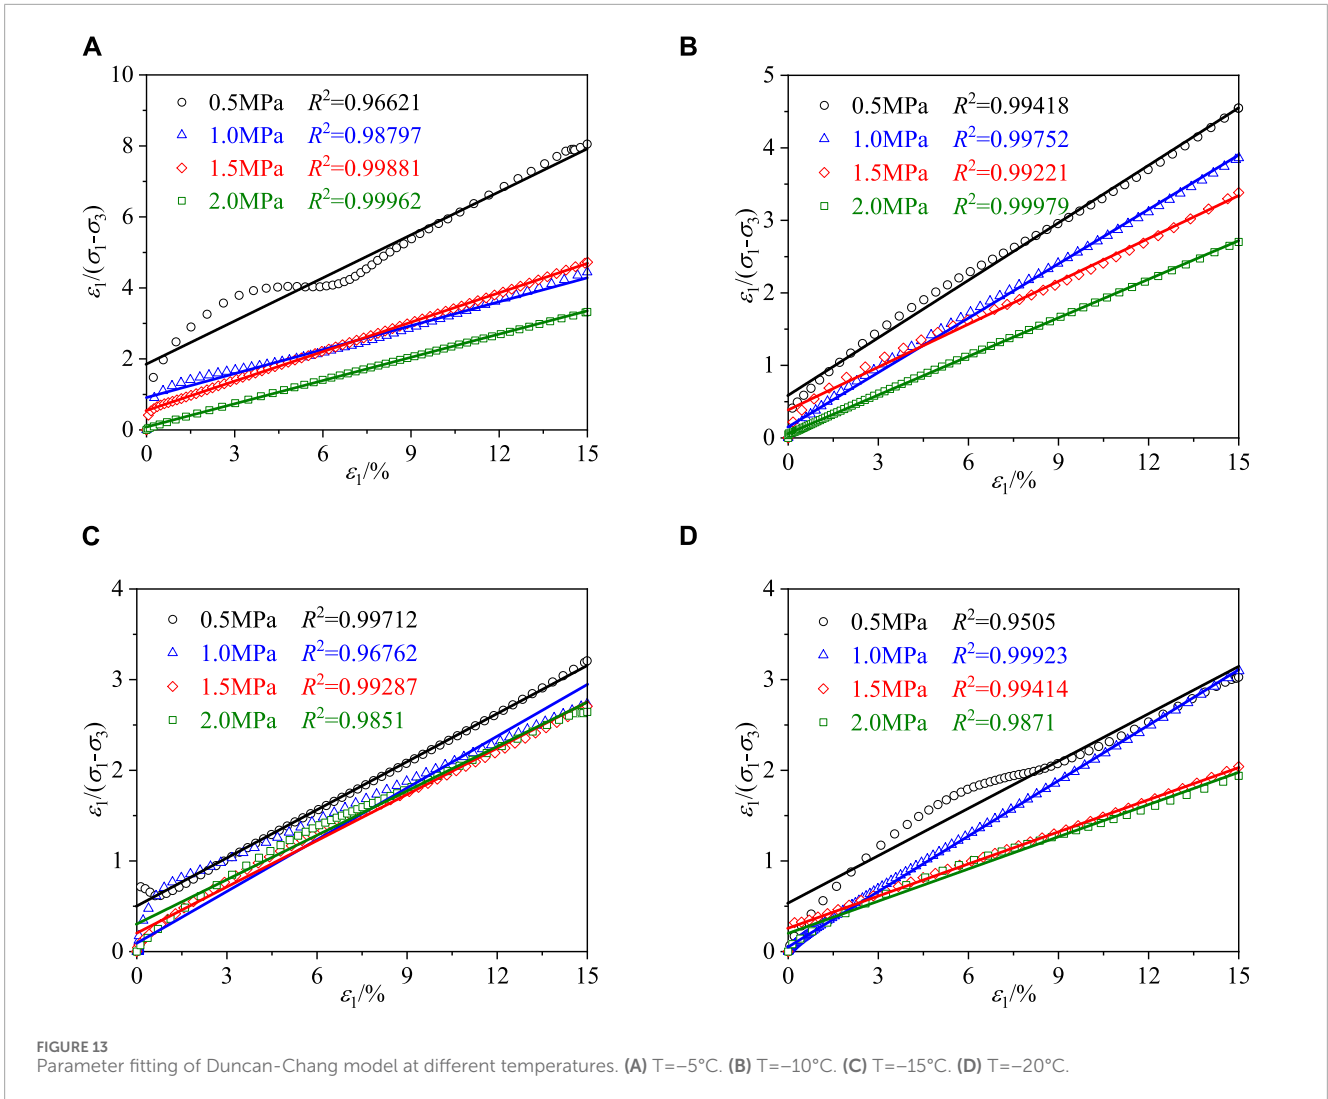 A
10
8
6
4
2
0
ε₁/(σ₁-σ₃)
0.5MPa R²=0.96621
1.0MPa R²=0.98797
1.5MPa R²=0.99881
2.0MPa R²=0.99962
0 3 6 9 12 15
ε₁/%
B
5
4
3
2
1
0
ε₁/(σ₁-σ₃)
0.5MPa R²=0.99418
1.0MPa R²=0.99752
1.5MPa R²=0.99221
2.0MPa R²=0.99979
0 3 6 9 12 15
ε₁/%
C
4
3
2
1
0
ε₁/(σ₁-σ₃)
0.5MPa R²=0.99712
1.0MPa R²=0.96762
1.5MPa R²=0.99287
2.0MPa R²=0.9851
0 3 6 9 12 15
ε₁/%
D
4
3
2
1
0
ε₁/(σ₁-σ₃)
0.5MPa R²=0.9505
1.0MPa R²=0.99923
1.5MPa R²=0.99414
2.0MPa R²=0.9871
0 3 6 9 12 15
ε₁/%
FIGURE 13
Parameter fitting of Duncan-Chang model at different temperatures. (A) T=−5°C. (B) T=−10°C. (C) T=−15°C. (D) T=−20°C.